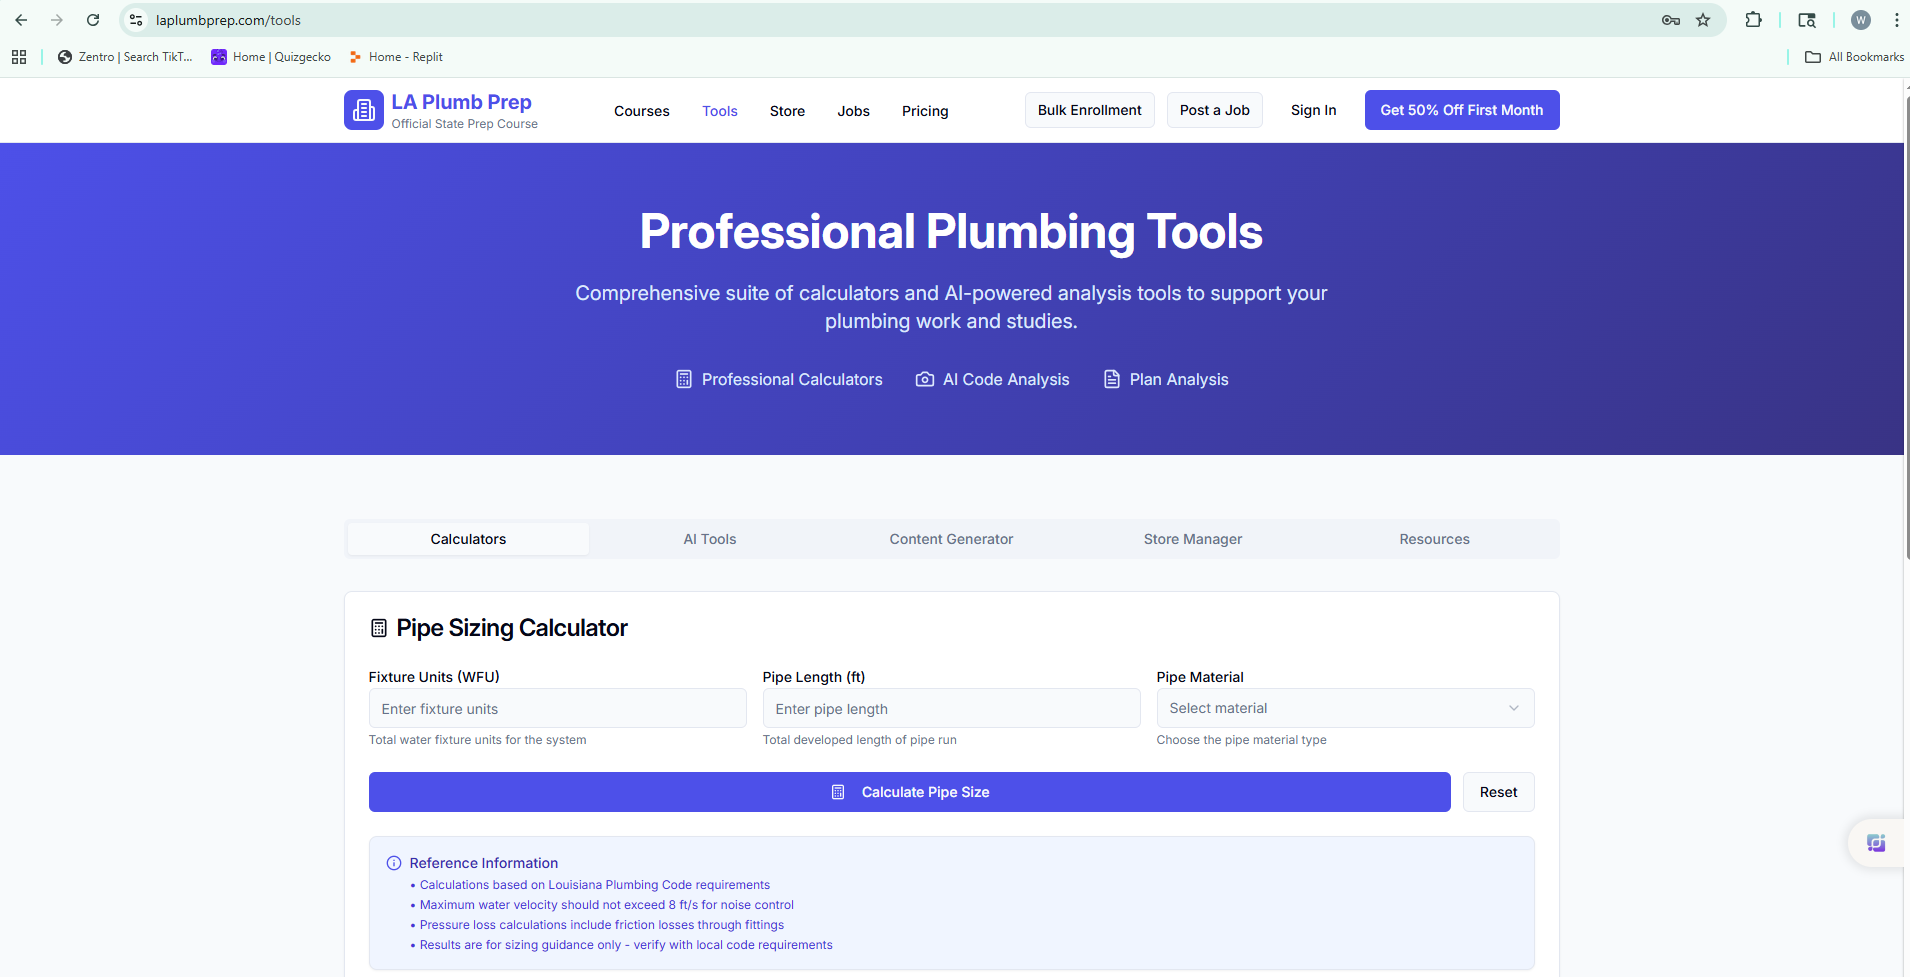 laplumbprep.com/tools
W
Zentro | Search TikT...
Home | Quizgecko
Home - Replit
All Bookmarks
LA Plumb Prep
Official State Prep Course
Courses
Tools
Store
Jobs
Pricing
Bulk Enrollment
Post a Job
Sign In
Get 50% Off First Month
Professional Plumbing Tools
Comprehensive suite of calculators and AI-powered analysis tools to support your
plumbing work and studies.
Professional Calculators
AI Code Analysis
Plan Analysis
Calculators
AI Tools
Content Generator
Store Manager
Resources
Pipe Sizing Calculator
Fixture Units (WFU)
Enter fixture units
Total water fixture units for the system
Pipe Length (ft)
Enter pipe length
Total developed length of pipe run
Pipe Material
Select material
Choose the pipe material type
Calculate Pipe Size
Reset
Reference Information
• Calculations based on Louisiana Plumbing Code requirements
• Maximum water velocity should not exceed 8 ft/s for noise control
• Pressure loss calculations include friction losses through fittings
• Results are for sizing guidance only - verify with local code requirements